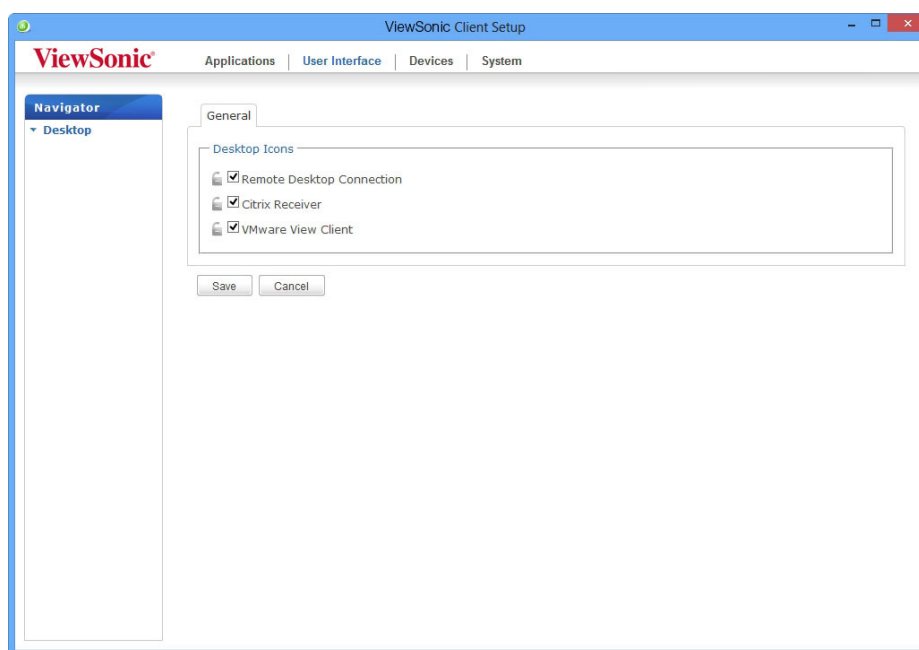 ViewSonic Client Setup
ViewSonic®
Applications | User Interface | Devices | System
Navigator
Desktop
General
Desktop Icons
Remote Desktop Connection
Citrix Receiver
VMware View Client
Save Cancel